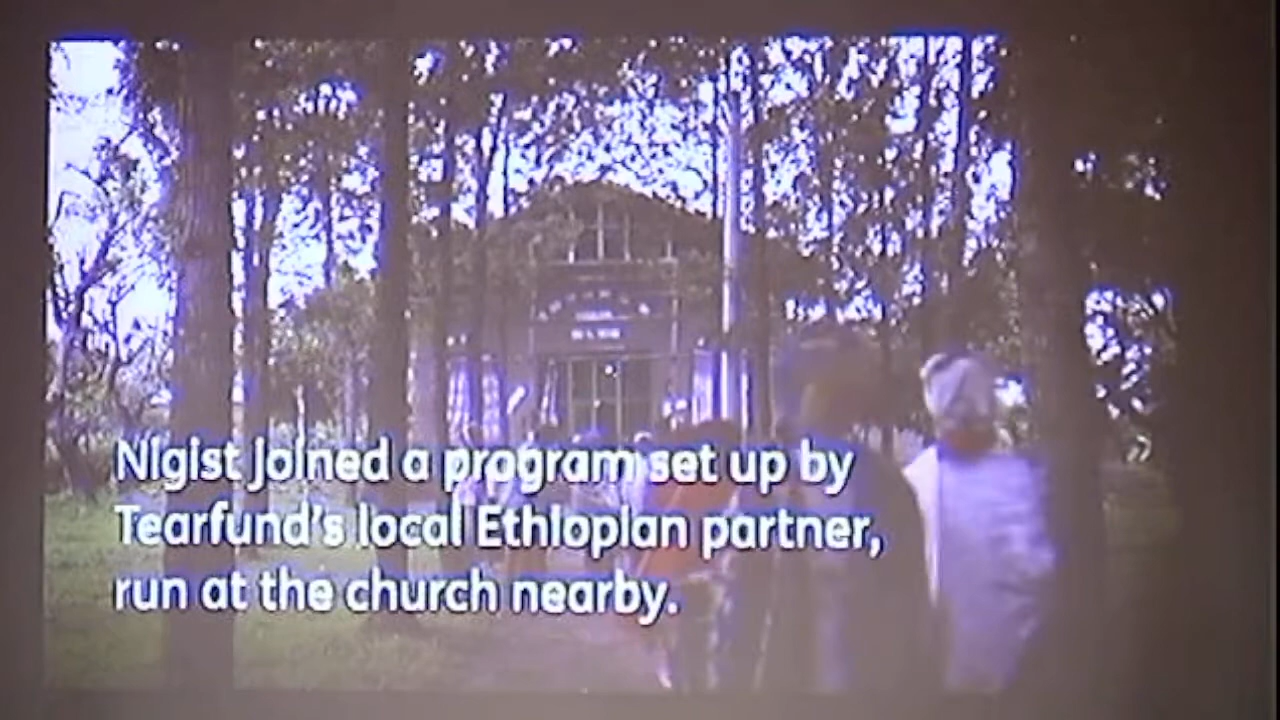 Nigist joined a program set up by
Tearfund's local Ethiopian partner,
run at the church nearby.